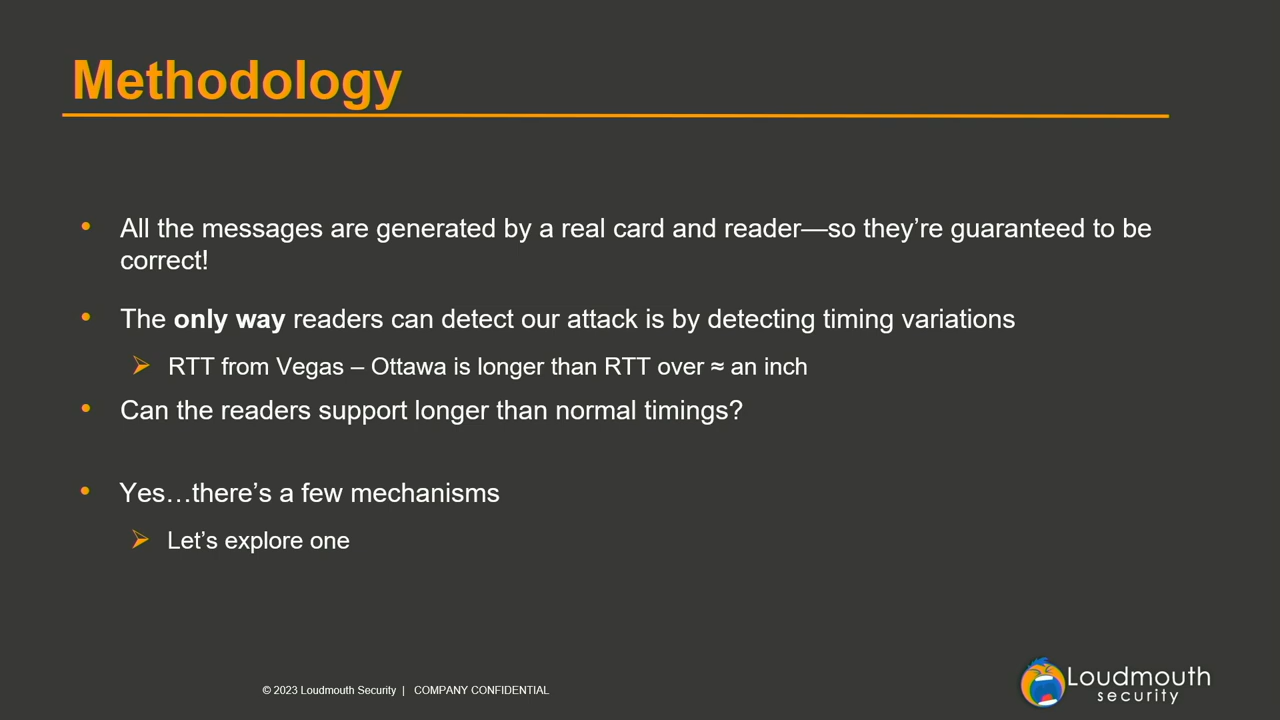 Methodology
• All the messages are generated by a real card and reader—so they’re guaranteed to be
correct!
• The only way readers can detect our attack is by detecting timing variations
➢ RTT from Vegas – Ottawa is longer than RTT over ≈ an inch
• Can the readers support longer than normal timings?
• Yes…there’s a few mechanisms
➢ Let’s explore one
© 2023 Loudmouth Security | COMPANY CONFIDENTIAL
Loudmouth
security